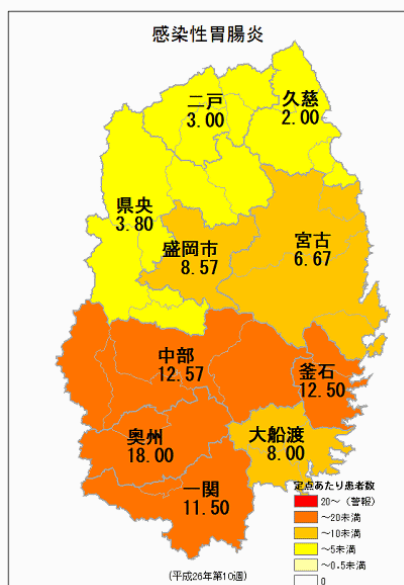 感染性胃腸炎
二戸
3.00
久慈
2.00
県央
3.80
盛岡市
8.57
宮古
6.67
中部
12.57
釜石
12.50
奥州
18.00
大船渡
8.00
一関
11.50
定点あたり患者数
20～（警報）
～20未満
～10未満
～5未満
～0.5未満
0
(平成26年第10週)